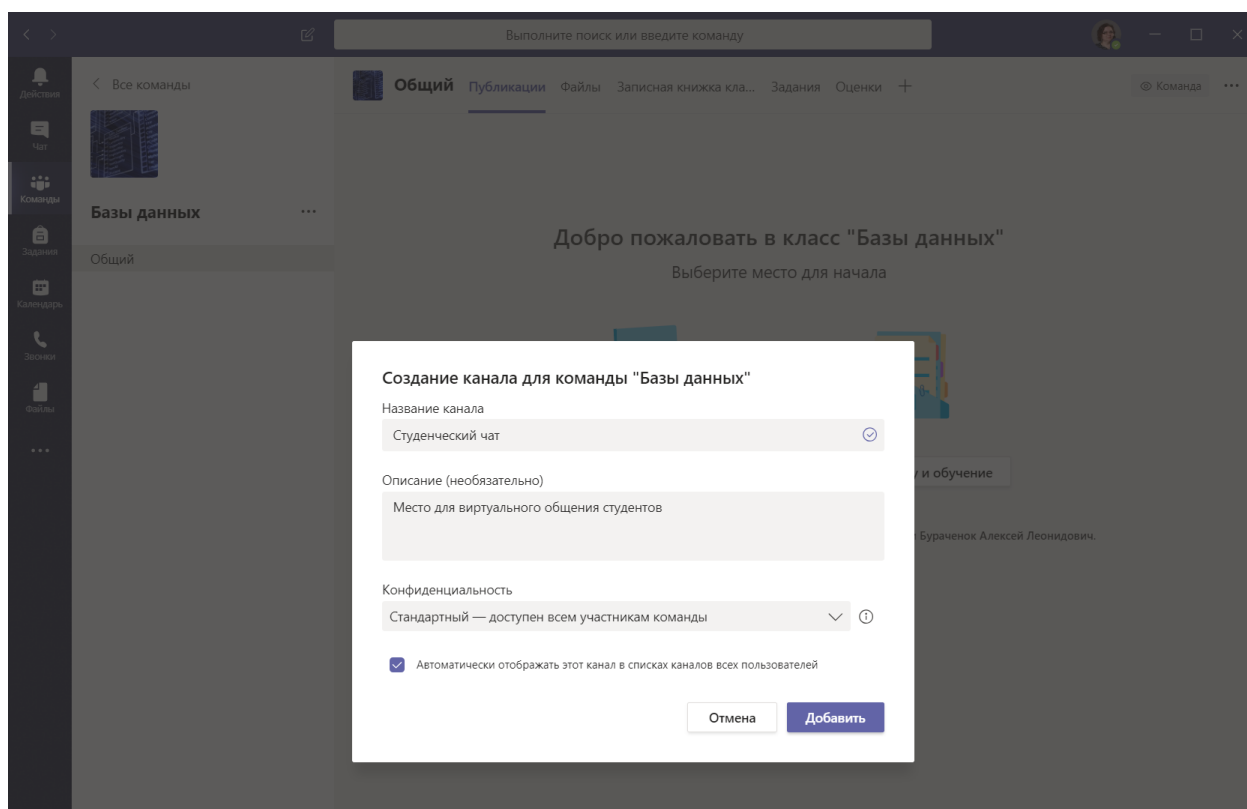 Выполните поиск или введите команду
Действия
Чат
Команды
Задания
Календарь
Звонки
Файлы
Все команды
Базы данных
Общий
Общий Публикации Файлы Записная книжка кла... Задания Оценки
Команда
Добро пожаловать в класс "Базы данных"
Выберите место для начала
и обучение
Бураченок Алексей Леонидович.
Создание канала для команды "Базы данных"
Название канала
Студенческий чат
Описание (необязательно)
Место для виртуального общения студентов
Конфиденциальность
Стандартный — доступен всем участникам команды
Автоматически отображать этот канал в списках каналов всех пользователей
Отмена Добавить